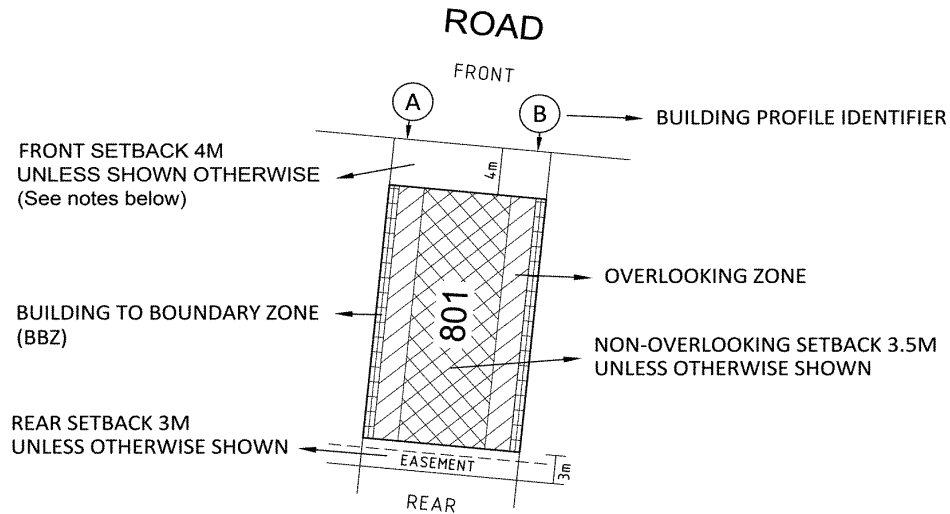 ROAD
FRONT
A
B
BUILDING PROFILE IDENTIFIER
FRONT SETBACK 4M
UNLESS SHOWN OTHERWISE
(See notes below)
4m
OVERLOOKING ZONE
801
BUILDING TO BOUNDARY ZONE
(BBZ)
NON-OVERLOOKING SETBACK 3.5M
UNLESS OTHERWISE SHOWN
REAR SETBACK 3M
UNLESS OTHERWISE SHOWN
EASEMENT
3m
REAR